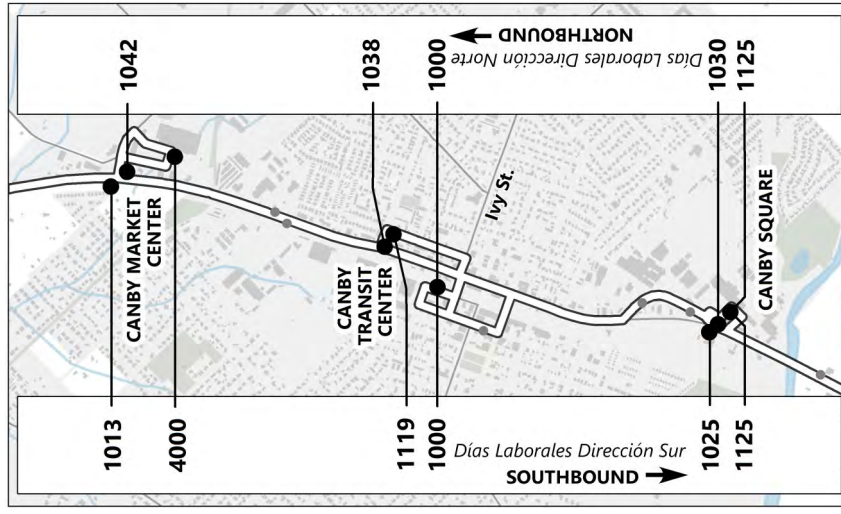 1042
1038
1000
Días Laborales Dirección Norte
NORTHBOUND
1030
1125
CANBY MARKET
CENTER
CANBY
TRANSIT
CENTER
Ivy St.
CANBY SQUARE
1013
4000
1119
1000
Días Laborales Dirección Sur
SOUTHBOUND
1025
1125